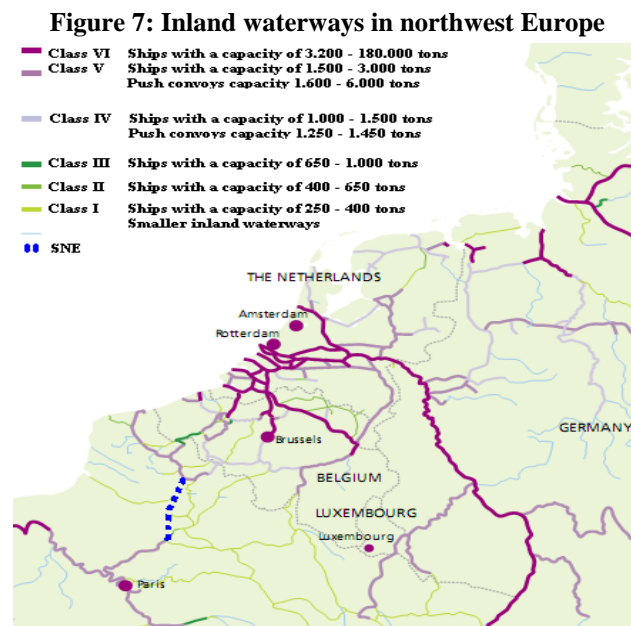 Figure 7: Inland waterways in northwest Europe
Class VI Ships with a capacity of 3.200 - 180.000 tons
Class V Ships with a capacity of 1.500 - 3.000 tons
Push convoys capacity 1.600 - 6.000 tons
Class IV Ships with a capacity of 1.000 - 1.500 tons
Push convoys capacity 1.250 - 1.450 tons
Class III Ships with a capacity of 650 - 1.000 tons
Class II Ships with a capacity of 400 - 650 tons
Class I Ships with a capacity of 250 - 400 tons
Smaller inland waterways
SNE
THE NETHERLANDS
Amsterdam
Rotterdam
GERMANY
Brussels
BELGIUM
LUXEMBOURG
Luxembourg
Paris